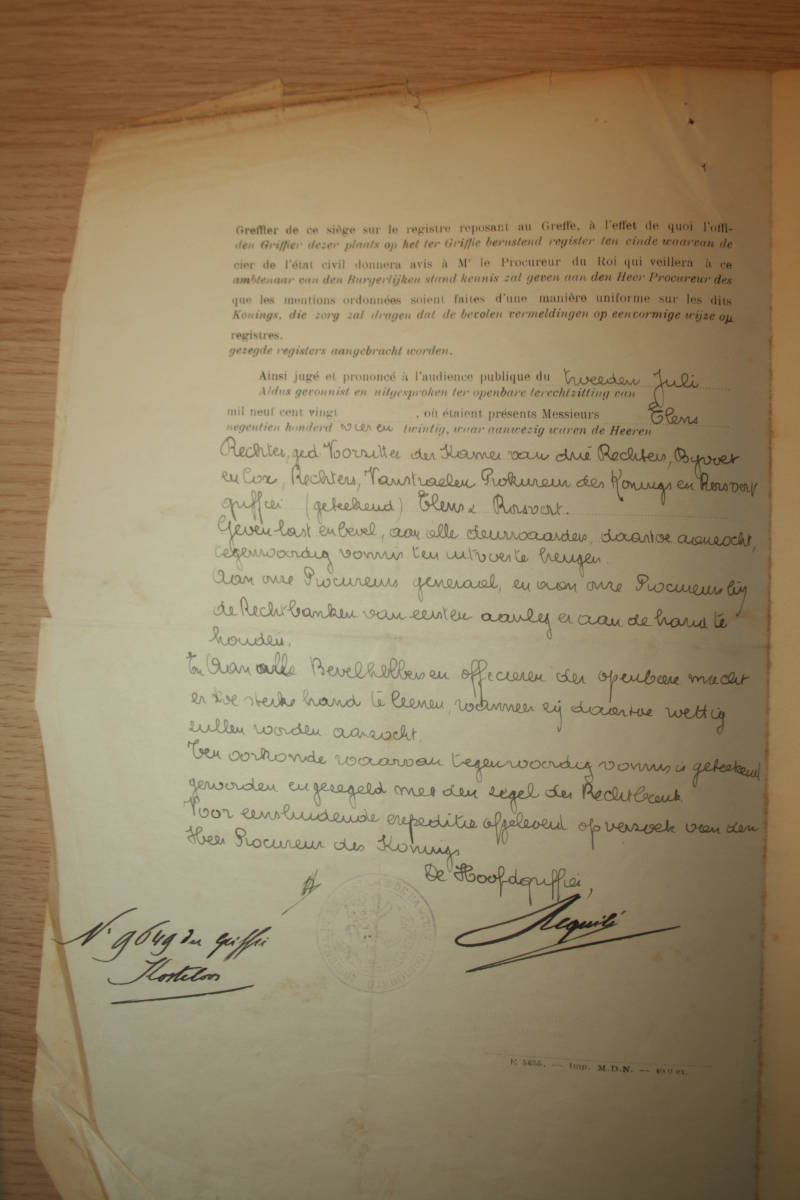 Greffier de ce siège sur le registre reposant au Greffe, à l'effet de quoi l'offi-
den Griffier dezer plaats op het ter Griffie berustend register ten einde waarvan de
cier de l'état civil donnera avis à Mr le Procureur du Roi qui veillera à ce
ambtenaar van den Burgerlijken stand kennis zal geven aan den Heer Procureur des
que les mentions ordonnées soient faites d'une manière uniforme sur les dits
Konings, die zorg zal dragen dat de bevolen vermeldingen op eenvormige wijze op
registres.
gezegde registers aangebracht worden.
Ainsi jugé et prononcé à l'audience publique du tweeden Juli
Aldus gevonnist en uitgesproken ter openbare terechtzitting van
mil neuf cent vingt , où étaient présents Messieurs Elens
negentien honderd vier en twintig, waar aanwezig waren de Heeren
Rechter, ged Voorzitter der Kamer van drie Rechters, Byvoet
en Cox, Rechters, Vanstraelen Prokureur des Konings en
griffier (geteekend) Elens &
Geven last en bevel, aan alle deurwaarders, daartoe aanzocht,
tegenwoordig vonnis ten uitvoer te brengen.
Aan onze Procureurs generaal, en aan onze Procureurs bij
de Rechtbanken van eersten aanleg er aan de hand te
houden.
En Aan alle Bevelhebbers en officieren der openbare macht
er de sterke hand te leenen, wanneer zij daartoe wettig
zullen worden aanzocht.
Ten oorkonde waarvan tegenwoordig vonnis is geteekend
geworden en gezegeld met den zegel der Rechtbank
Voor eensluidende expeditie afgeleverd op verzoek van den
Heer Procureur des Konings
De Hoofdgriffier,
N° 9649 der Griffie
Kosteloos
Imp. M.D.N.